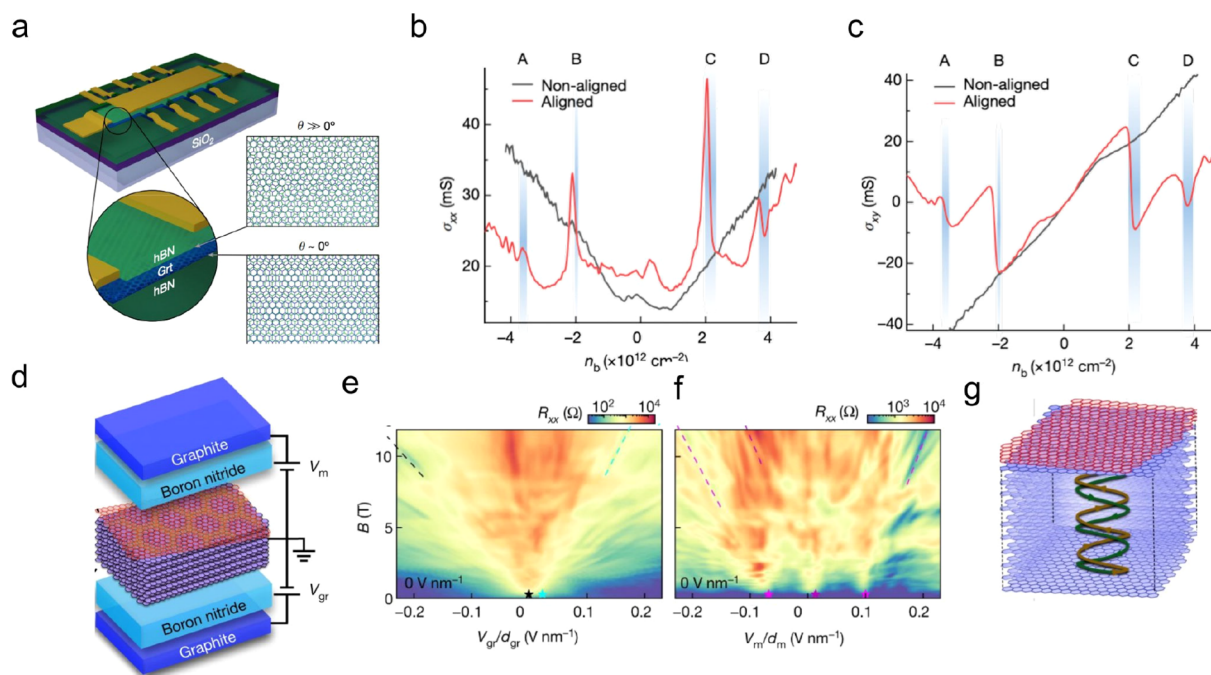 a
SiO₂
θ ≫ 0°
θ ~ 0°
hBN
Grt
hBN
b
A B C D
Non-aligned
Aligned
40
30
20
σxx (mS)
−4 −2 0 2 4
nb (×10¹² cm−2)
c
A B C D
Non-aligned
Aligned
40
20
0
−20
−40
σxy (mS)
−4 −2 0 2 4
nb (×10¹² cm−2)
d
Graphite
Boron nitride
Vm
Vgr
Boron nitride
Graphite
e
Rxx (Ω) 10² 10⁴
10
5
0
B (T)
0 V nm⁻¹
−0.2 −0.1 0 0.1 0.2
Vgr/dgr (V nm⁻¹)
f
Rxx (Ω) 10³ 10⁴
0 V nm⁻¹
−0.2 −0.1 0 0.1 0.2
Vm/dm (V nm⁻¹)
g